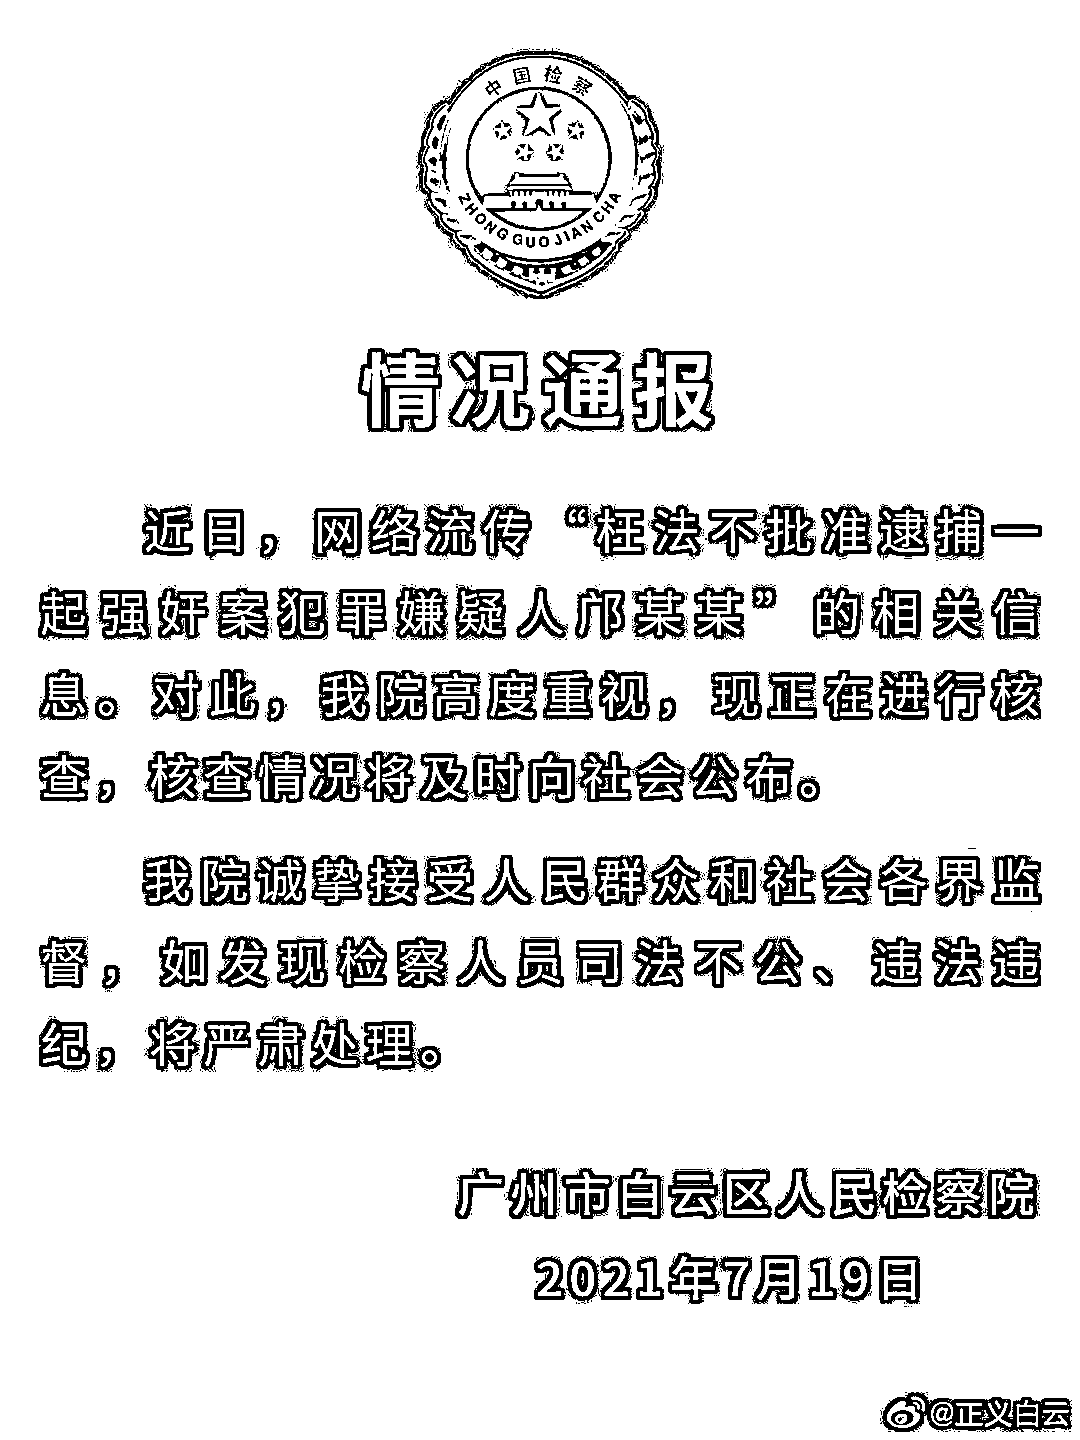 中国检察
ZHONG GUO JIAN CHA
情况通报
近日，网络流传“枉法不批准逮捕一
起强奸案犯罪嫌疑人邝某某”的相关信
息。对此，我院高度重视，现正在进行核
查，核查情况将及时向社会公布。
我院诚挚接受人民群众和社会各界监
督，如发现检察人员司法不公、违法违
纪，将严肃处理。
广州市白云区人民检察院
2021年7月19日
@正义白云